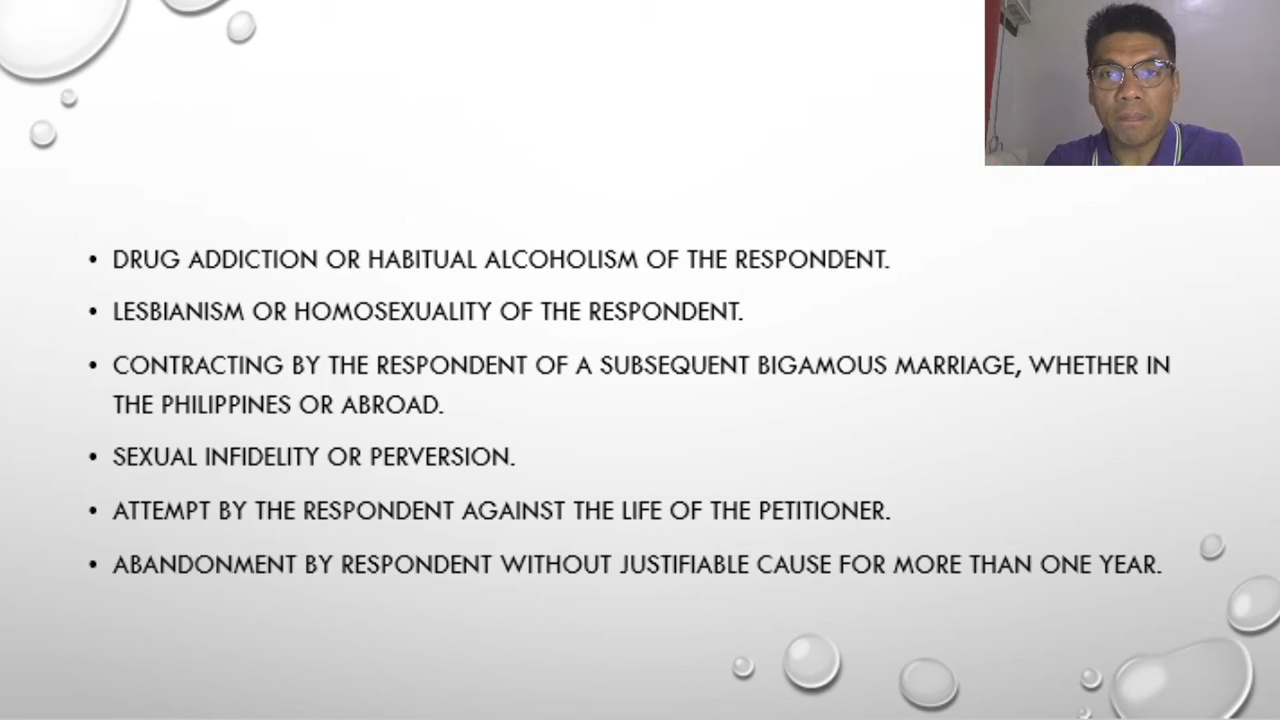 • DRUG ADDICTION OR HABITUAL ALCOHOLISM OF THE RESPONDENT.
• LESBIANISM OR HOMOSEXUALITY OF THE RESPONDENT.
• CONTRACTING BY THE RESPONDENT OF A SUBSEQUENT BIGAMOUS MARRIAGE, WHETHER IN
THE PHILIPPINES OR ABROAD.
• SEXUAL INFIDELITY OR PERVERSION.
• ATTEMPT BY THE RESPONDENT AGAINST THE LIFE OF THE PETITIONER.
• ABANDONMENT BY RESPONDENT WITHOUT JUSTIFIABLE CAUSE FOR MORE THAN ONE YEAR.